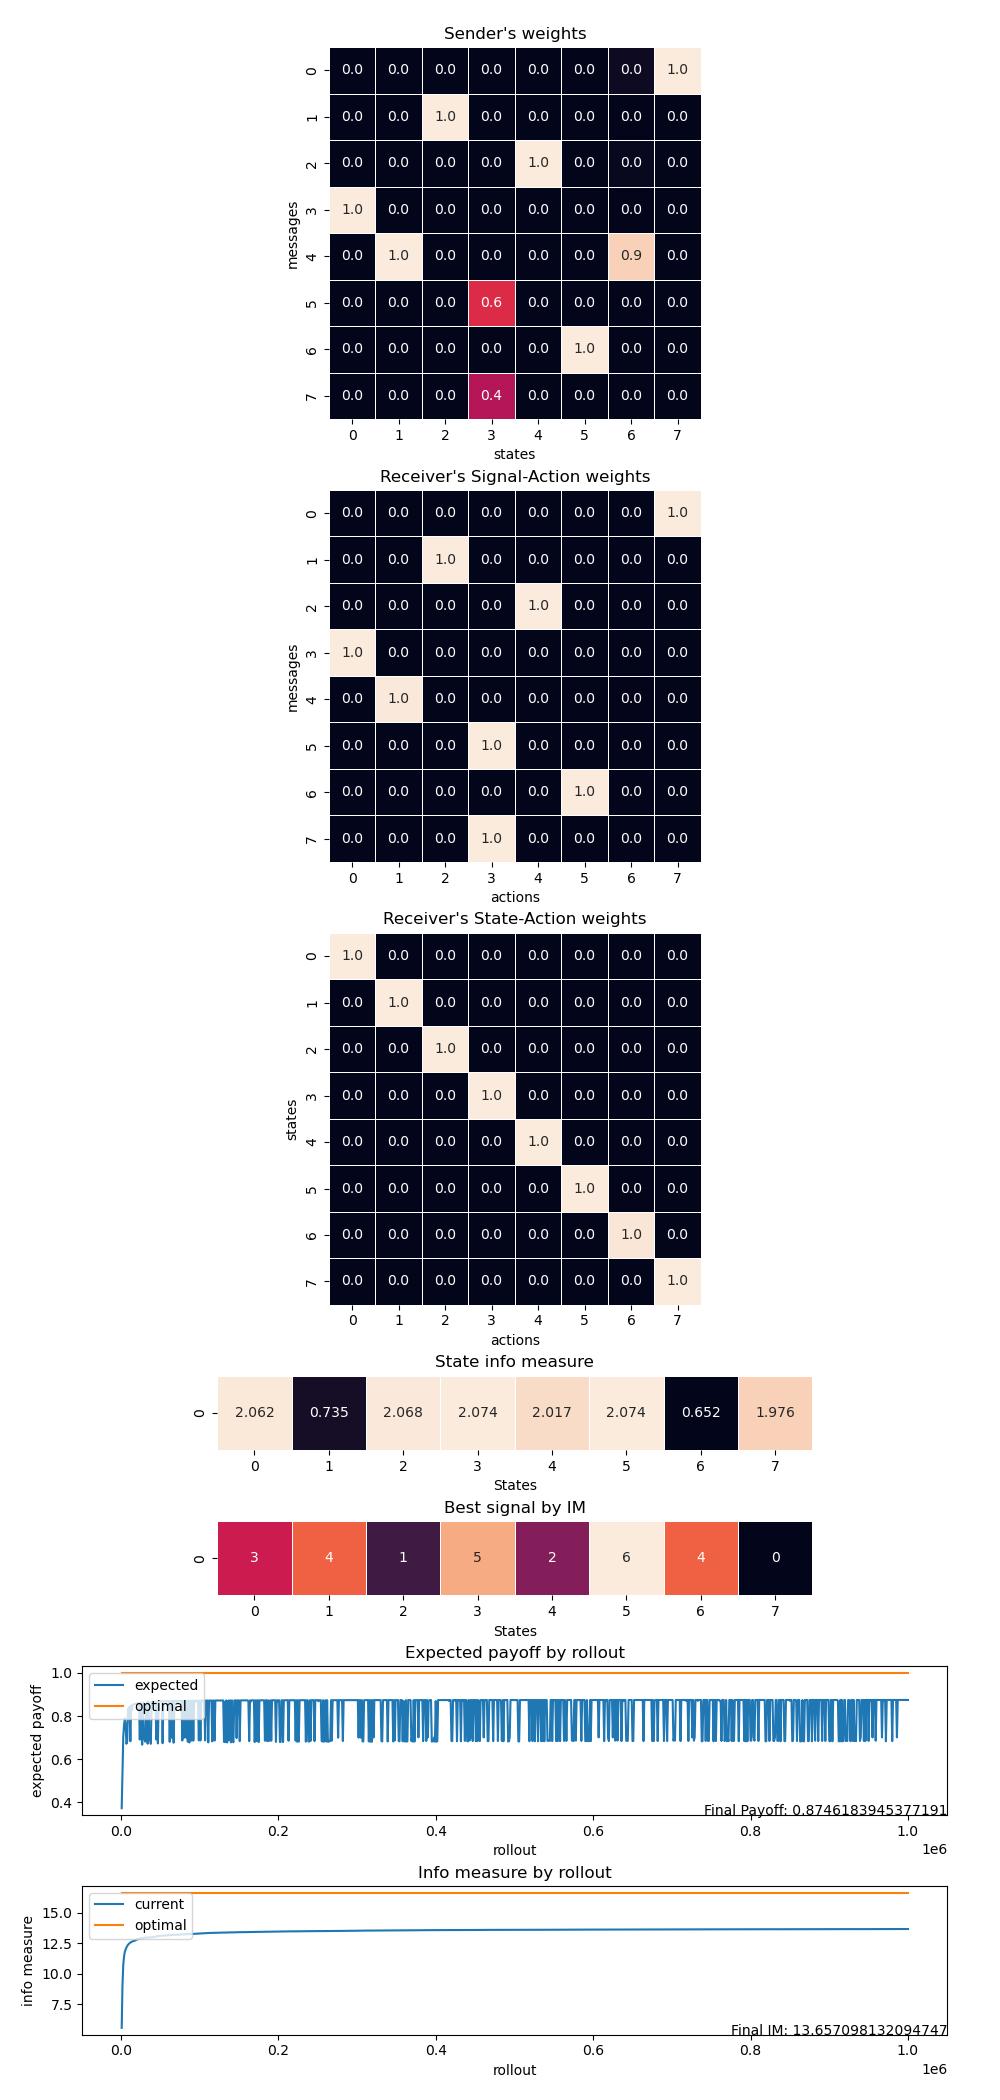 Sender's weights
0 0.0 0.0 0.0 0.0 0.0 0.0 0.0 1.0
1 0.0 0.0 1.0 0.0 0.0 0.0 0.0 0.0
2 0.0 0.0 0.0 0.0 1.0 0.0 0.0 0.0
3 1.0 0.0 0.0 0.0 0.0 0.0 0.0 0.0
messages
4 0.0 1.0 0.0 0.0 0.0 0.0 0.9 0.0
5 0.0 0.0 0.0 0.6 0.0 0.0 0.0 0.0
6 0.0 0.0 0.0 0.0 0.0 1.0 0.0 0.0
7 0.0 0.0 0.0 0.4 0.0 0.0 0.0 0.0
0 1 2 3 4 5 6 7
states
Receiver's Signal-Action weights
0 0.0 0.0 0.0 0.0 0.0 0.0 0.0 1.0
1 0.0 0.0 1.0 0.0 0.0 0.0 0.0 0.0
2 0.0 0.0 0.0 0.0 1.0 0.0 0.0 0.0
3 1.0 0.0 0.0 0.0 0.0 0.0 0.0 0.0
messages
4 0.0 1.0 0.0 0.0 0.0 0.0 0.0 0.0
5 0.0 0.0 0.0 1.0 0.0 0.0 0.0 0.0
6 0.0 0.0 0.0 0.0 0.0 1.0 0.0 0.0
7 0.0 0.0 0.0 1.0 0.0 0.0 0.0 0.0
0 1 2 3 4 5 6 7
actions
Receiver's State-Action weights
0 1.0 0.0 0.0 0.0 0.0 0.0 0.0 0.0
1 0.0 1.0 0.0 0.0 0.0 0.0 0.0 0.0
2 0.0 0.0 1.0 0.0 0.0 0.0 0.0 0.0
3 0.0 0.0 0.0 1.0 0.0 0.0 0.0 0.0
states
4 0.0 0.0 0.0 0.0 1.0 0.0 0.0 0.0
5 0.0 0.0 0.0 0.0 0.0 1.0 0.0 0.0
6 0.0 0.0 0.0 0.0 0.0 0.0 1.0 0.0
7 0.0 0.0 0.0 0.0 0.0 0.0 0.0 1.0
0 1 2 3 4 5 6 7
actions
State info measure
0 2.062 0.735 2.068 2.074 2.017 2.074 0.652 1.976
0 1 2 3 4 5 6 7
States
Best signal by IM
0 3 4 1 5 2 6 4 0
0 1 2 3 4 5 6 7
States
Expected payoff by rollout
expected payoff
1.0
0.8
0.6
0.4
expected
optimal
Final Payoff: 0.8746183945377191
0.0 0.2 0.4 0.6 0.8 1.0
1e6
rollout
Info measure by rollout
info measure
15.0
12.5
10.0
7.5
current
optimal
Final IM: 13.657098132094747
0.0 0.2 0.4 0.6 0.8 1.0
1e6
rollout